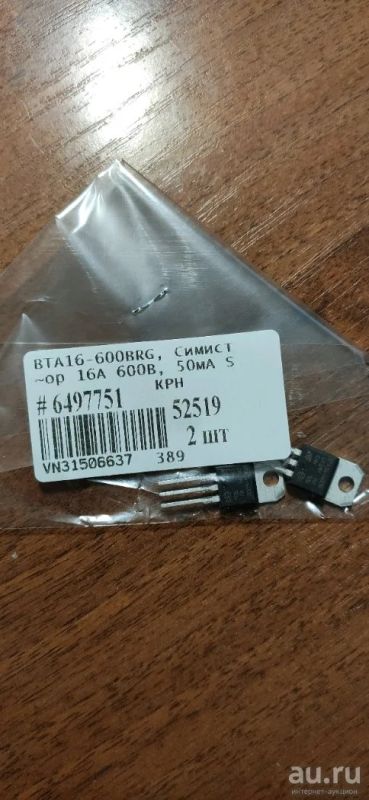 BTA16-600BRG, Симист
~ор 16А 600В, 50мА S
КРН
# 6497751
52519
2 шт
VN31506637 389
au.ru
интернет-аукцион